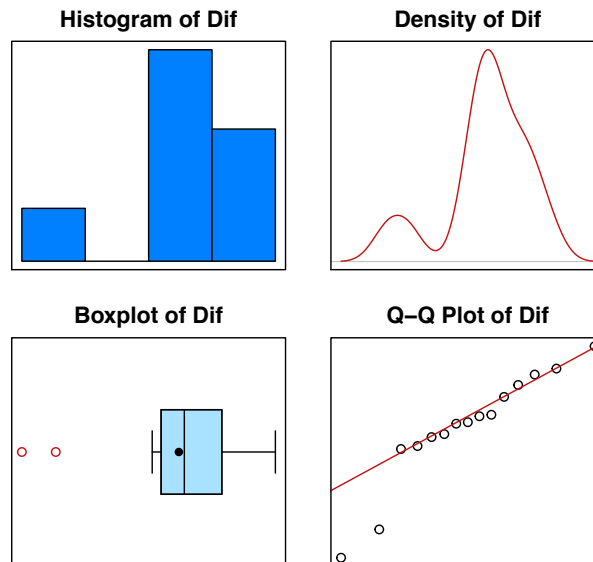 Histogram of Dif
Density of Dif
Boxplot of Dif
Q−Q Plot of Dif